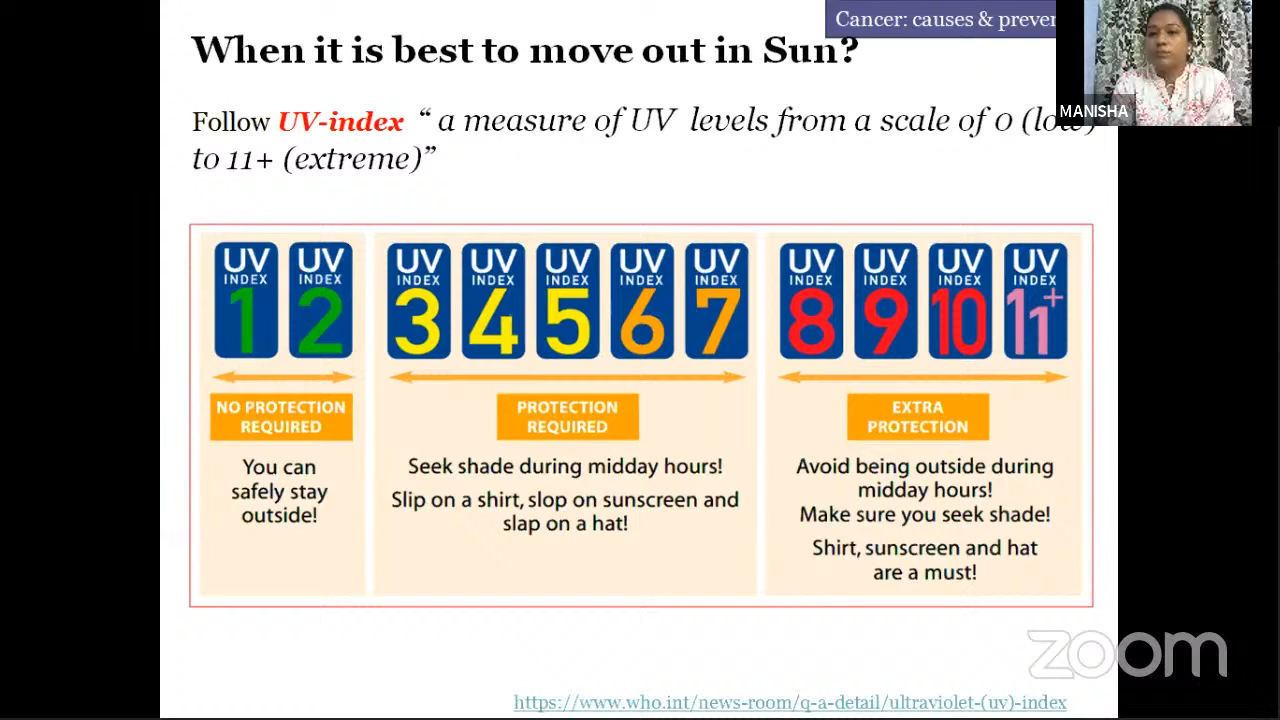 Cancer: causes & preven
When it is best to move out in Sun?
MANISHA
Follow UV-index “ a measure of UV levels from a scale of 0 (low)
to 11+ (extreme)”
UV INDEX 1
UV INDEX 2
UV INDEX 3
UV INDEX 4
UV INDEX 5
UV INDEX 6
UV INDEX 7
UV INDEX 8
UV INDEX 9
UV INDEX 10
UV INDEX 11+
NO PROTECTION
REQUIRED
You can
safely stay
outside!
PROTECTION
REQUIRED
Seek shade during midday hours!
Slip on a shirt, slop on sunscreen and
slap on a hat!
EXTRA
PROTECTION
Avoid being outside during
midday hours!
Make sure you seek shade!
Shirt, sunscreen and hat
are a must!
zoom
https://www.who.int/news-room/q-a-detail/ultraviolet-(uv)-index